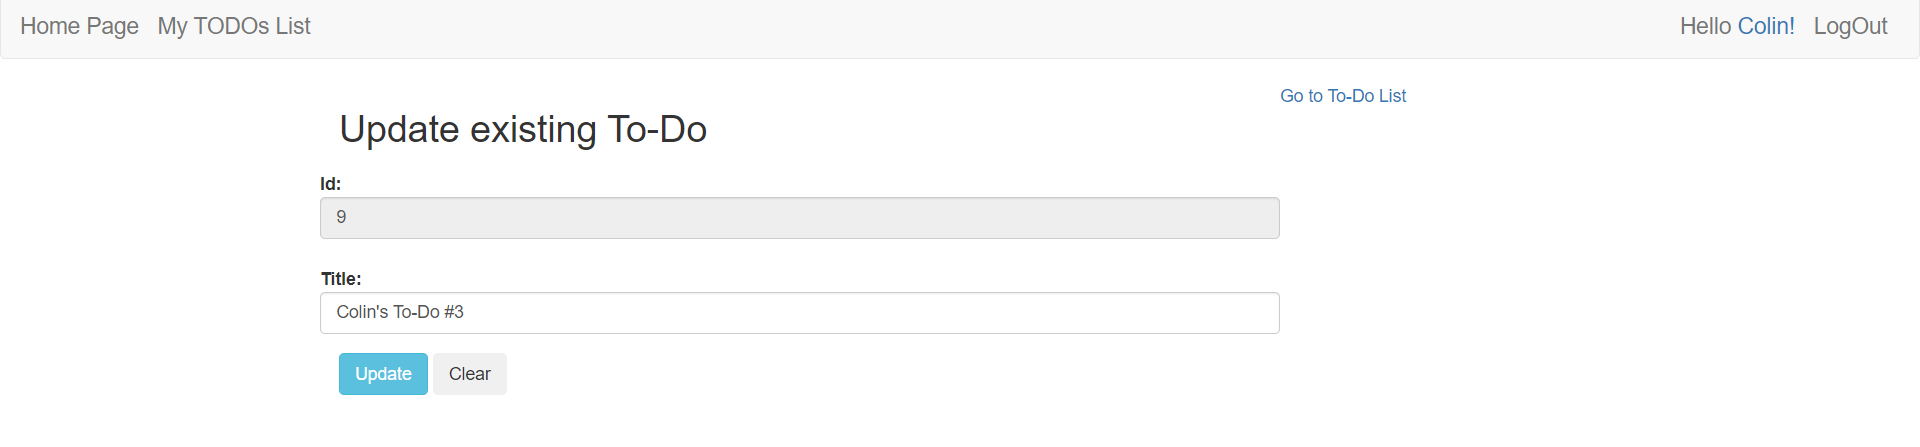 Home Page My TODOs List Hello Colin! LogOut
Go to To-Do List
Update existing To-Do
Id:
9
Title:
Colin's To-Do #3
Update Clear